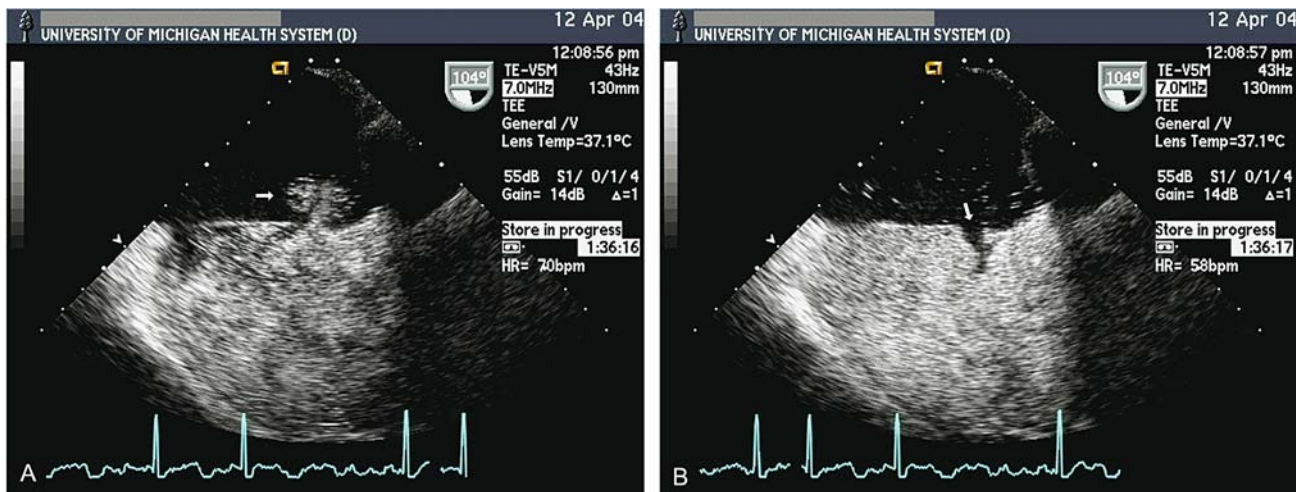 12 Apr 04
UNIVERSITY OF MICHIGAN HEALTH SYSTEM (D)
12:08:56 pm
TE-V5M 43Hz
7.0MHz 130mm
TEE
General /V
Lens Temp=37.1°C
55dB S1/ 0/1/4
Gain= 14dB Δ=1
Store in progress
1:36:16
HR= 70bpm
104°
A
12 Apr 04
UNIVERSITY OF MICHIGAN HEALTH SYSTEM (D)
12:08:57 pm
TE-V5M 43Hz
7.0MHz 130mm
TEE
General /V
Lens Temp=37.1°C
55dB S1/ 0/1/4
Gain= 14dB Δ=1
Store in progress
1:36:17
HR= 58bpm
104°
B